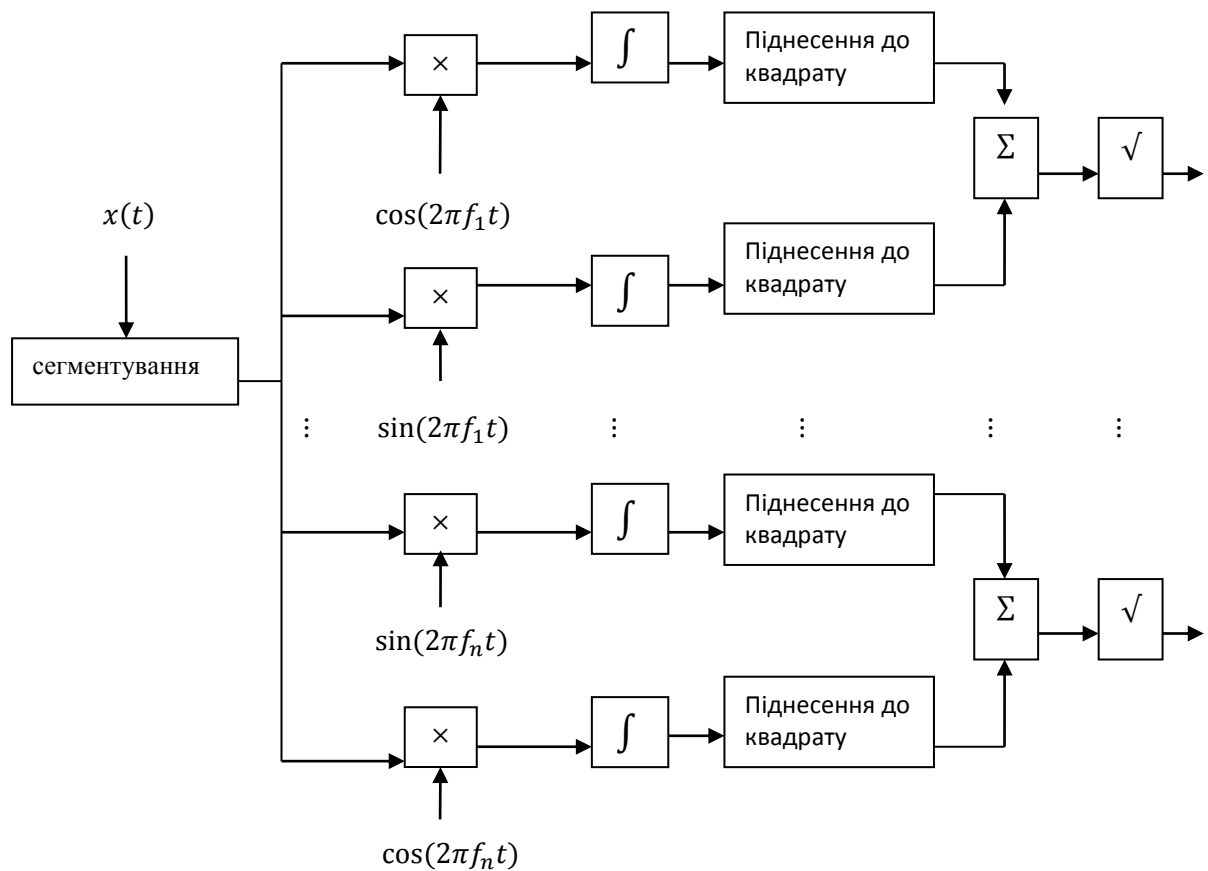 × ∫ Піднесення до
квадрату
Σ √
cos(2πf₁t)
x(t)
× ∫ Піднесення до
квадрату
сегментування
⋮ sin(2πf₁t) ⋮ ⋮ ⋮ ⋮
× ∫ Піднесення до
квадрату
Σ √
sin(2πfₙt)
× ∫ Піднесення до
квадрату
cos(2πfₙt)